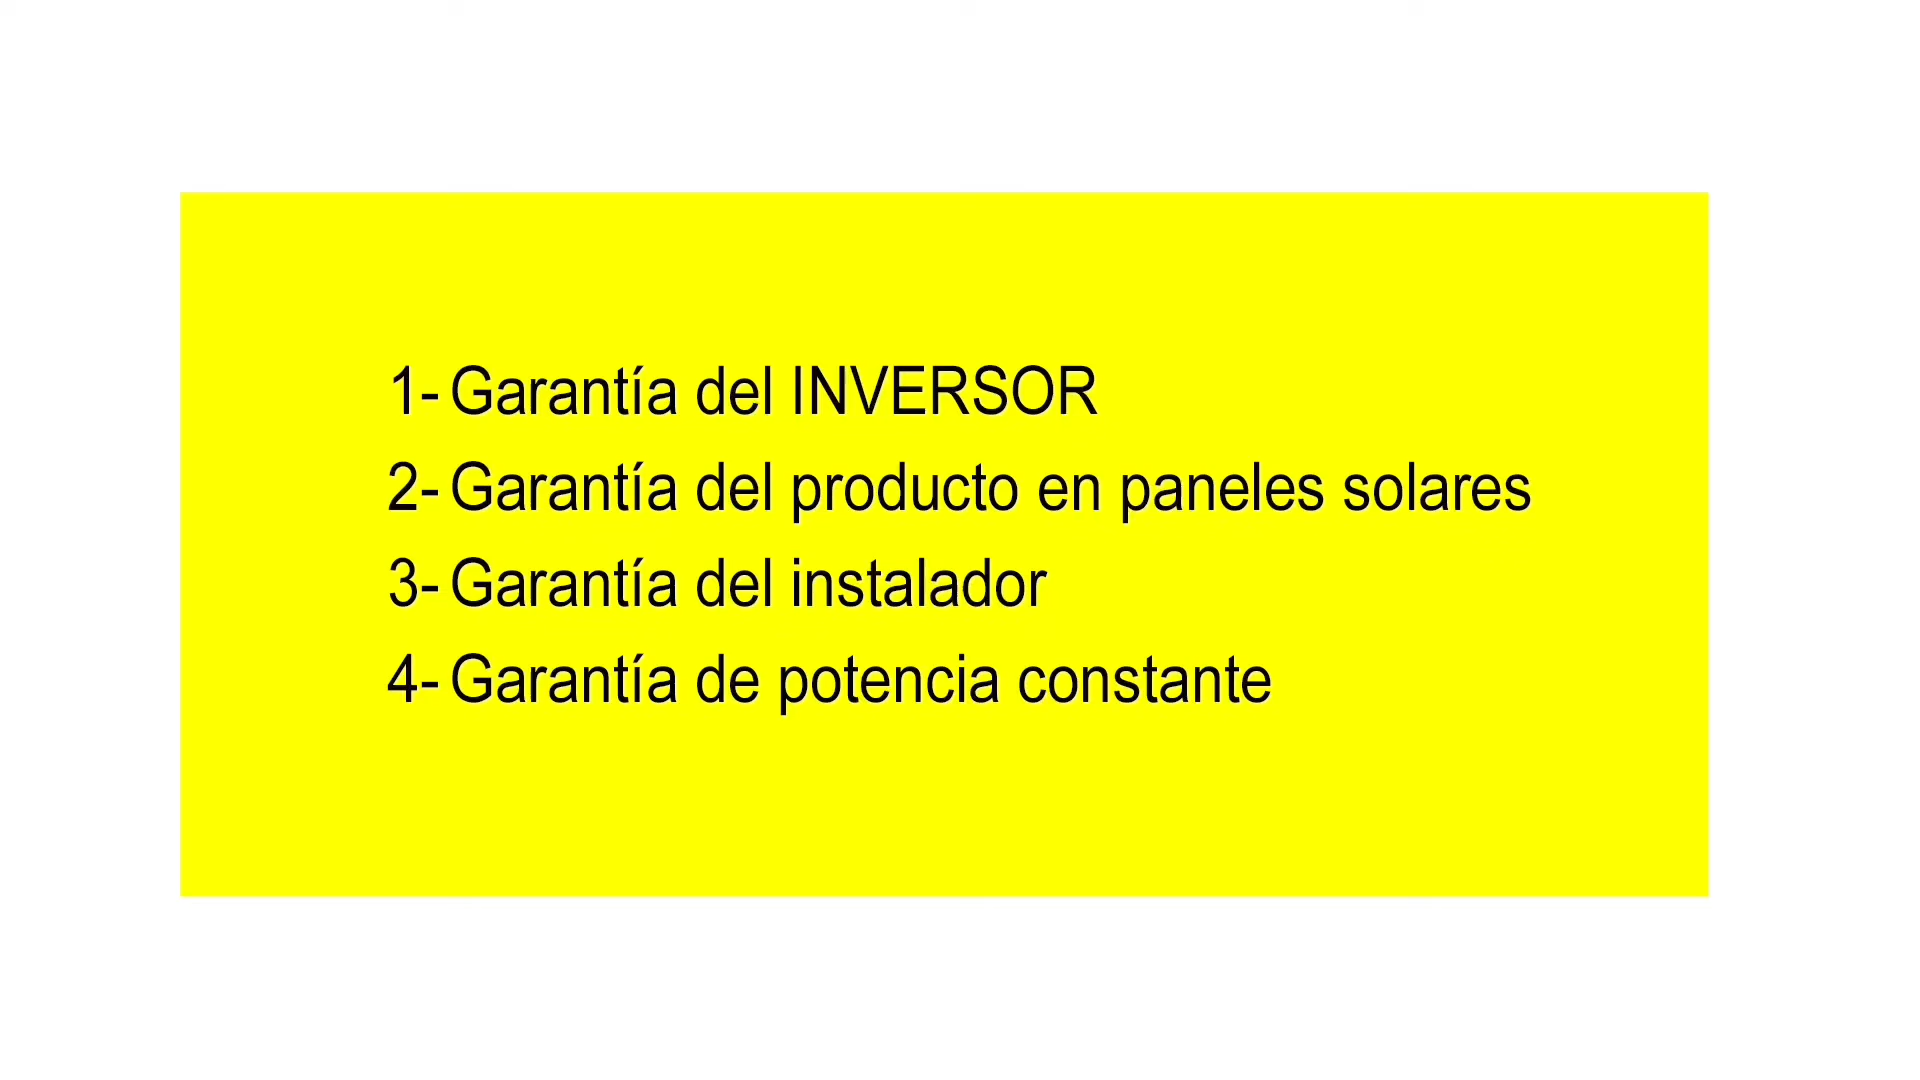 1- Garantía del INVERSOR
2- Garantía del producto en paneles solares
3- Garantía del instalador
4- Garantía de potencia constante